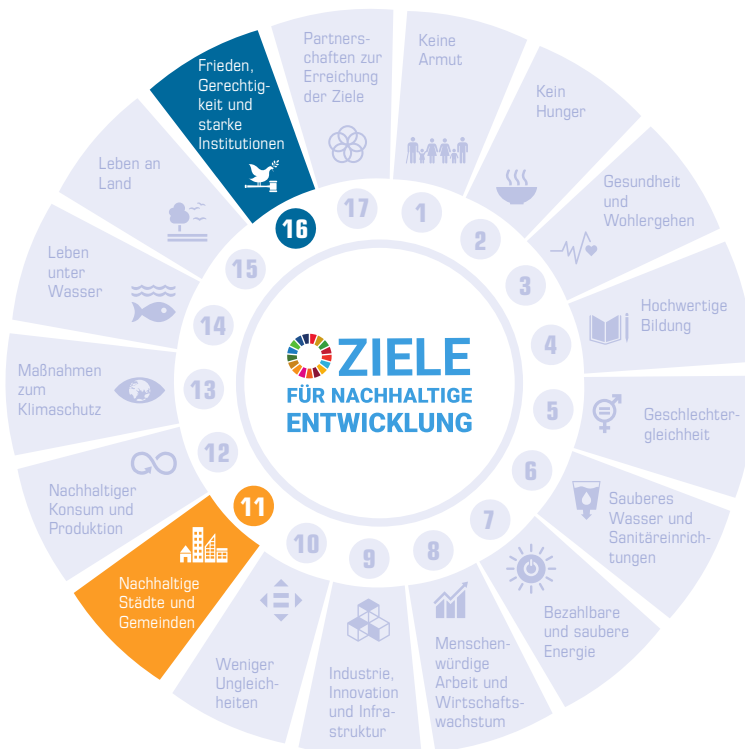 Keine
Armut
1
Kein
Hunger
2
Gesundheit
und
Wohlergehen
3
Hochwertige
Bildung
4
Geschlechter-
gleichheit
5
Sauberes
Wasser und
Sanitäreinrich-
tungen
6
Bezahlbare
und saubere
Energie
7
Menschen-
würdige
Arbeit und
Wirtschafts-
wachstum
8
Industrie,
Innovation
und Infra-
struktur
9
Weniger
Ungleich-
heiten
10
Nachhaltige
Städte und
Gemeinden
11
Nachhaltiger
Konsum und
Produktion
12
Maßnahmen
zum
Klimaschutz
13
Leben
unter
Wasser
14
Leben an
Land
15
Frieden,
Gerechtig-
keit und
starke
Institutionen
16
Partners-
schaften zur
Erreichung
der Ziele
17
ZIELE
FÜR NACHHALTIGE
ENTWICKLUNG